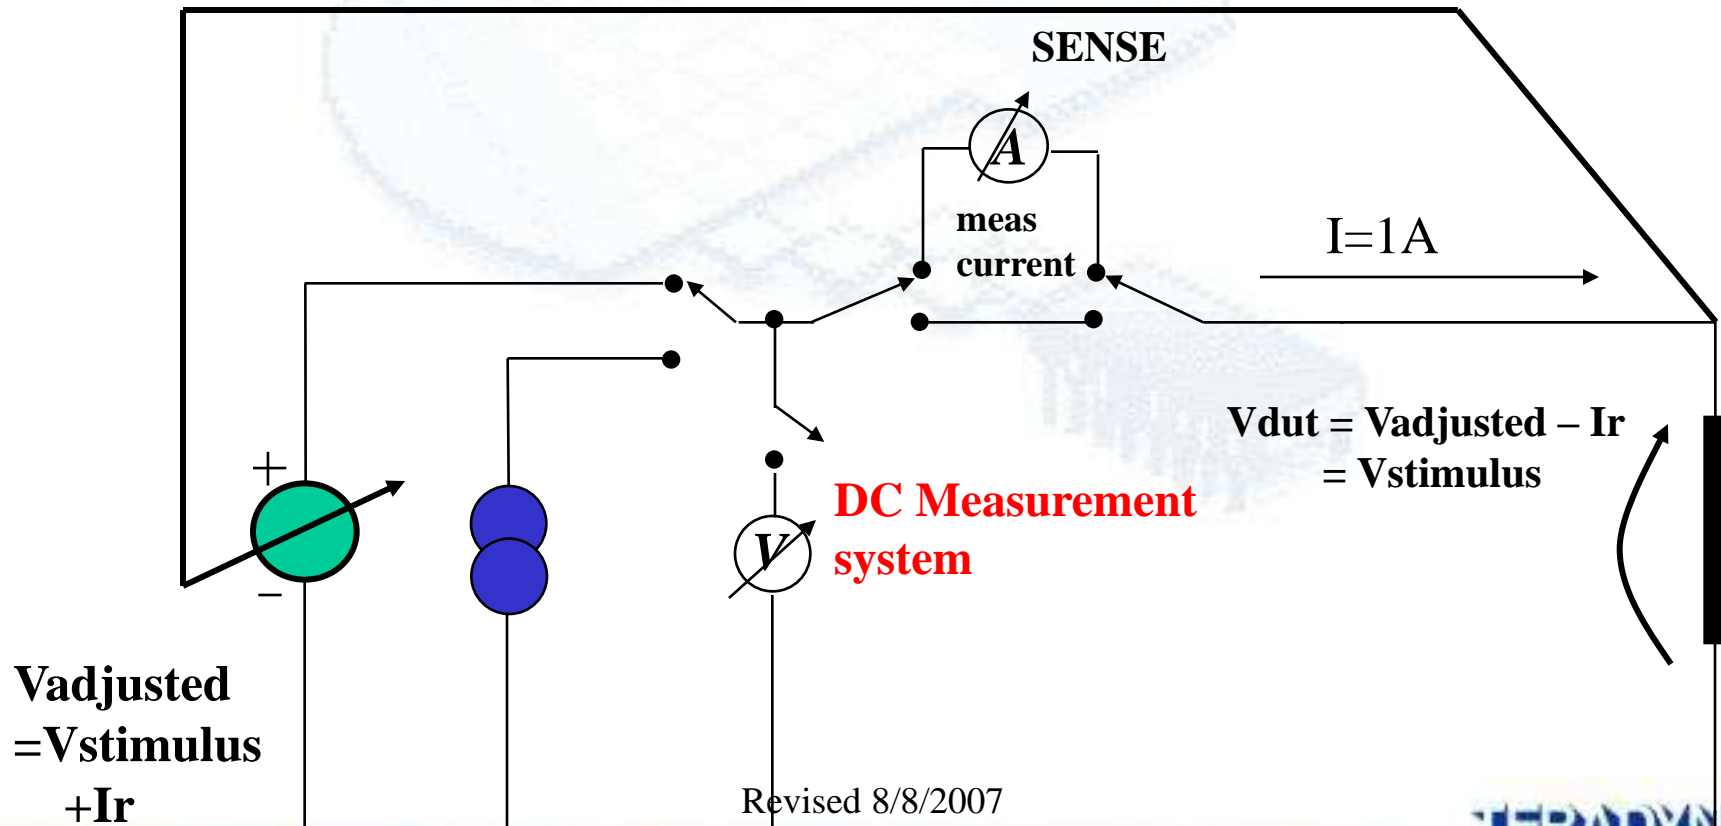 SENSE
A
meas
current
I=1A
Vdut = Vadjusted – Ir
= Vstimulus
+
–
V
DC Measurement
system
Vadjusted
=Vstimulus
+Ir
Revised 8/8/2007